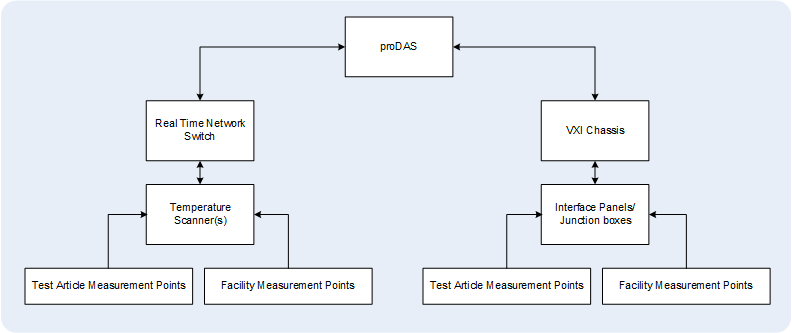 proDAS
Real Time Network
Switch
VXI Chassis
Temperature
Scanner(s)
Interface Panels/
Junction boxes
Test Article Measurement Points
Facility Measurement Points
Test Article Measurement Points
Facility Measurement Points